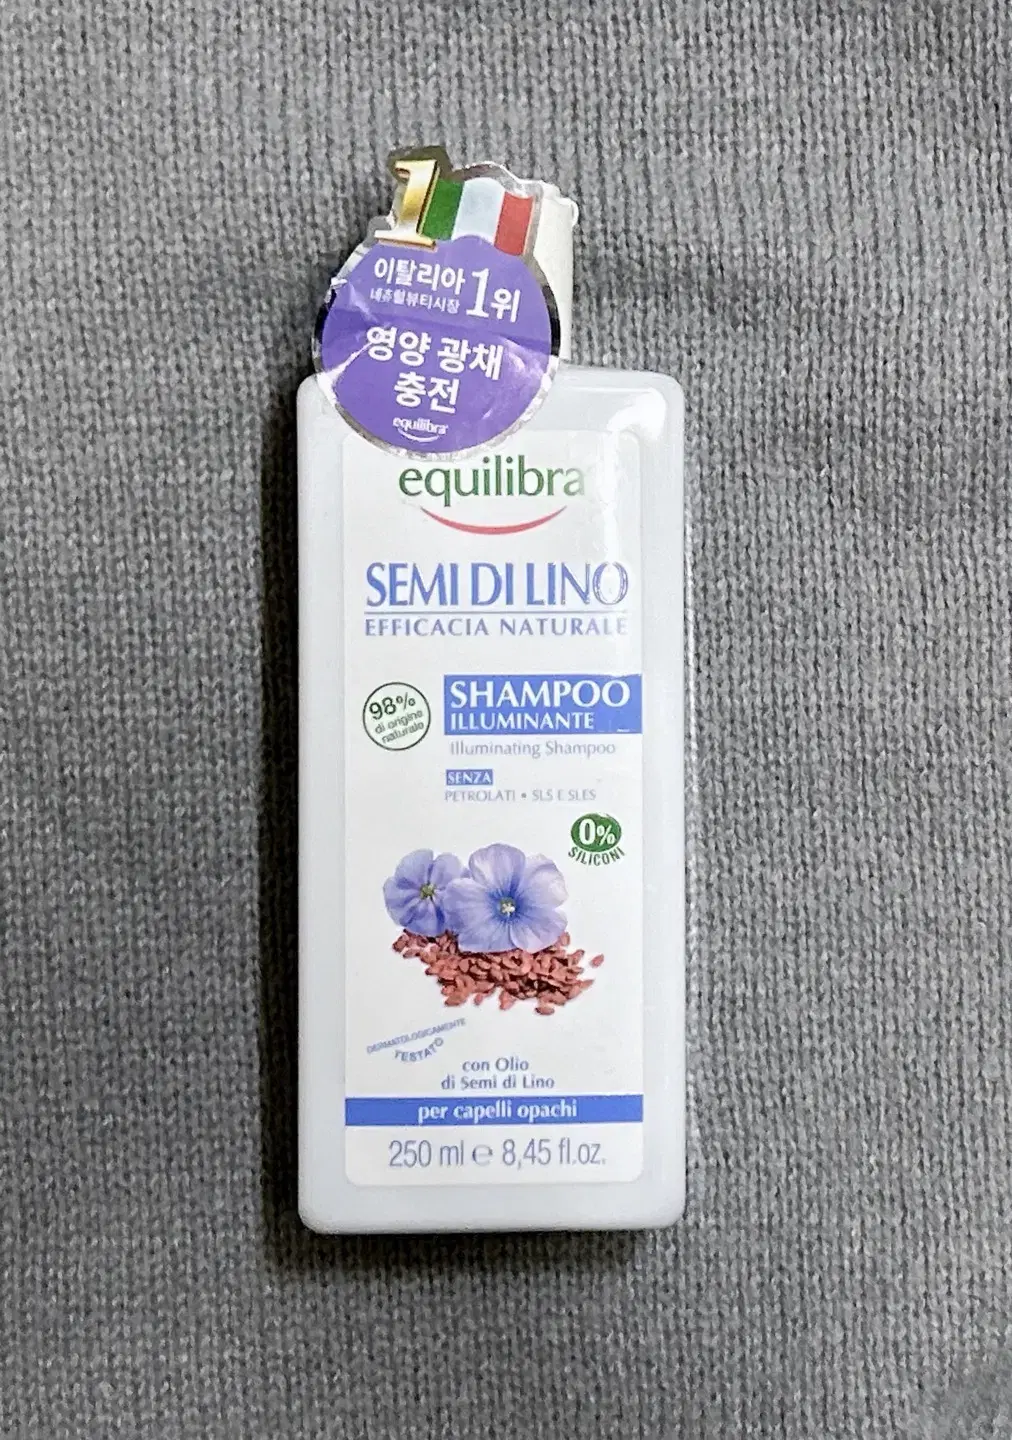 1
이탈리아
네츄럴뷰티시장 1위
영양 광채
충전
equilibra
equilibra
SEMI DI LINO
EFFICACIA NATURALE
98%
di origine
naturale
SHAMPOO
ILLUMINANTE
Illuminating Shampoo
SENZA
PETROLATI • SLS E SLES
0%
SILICONI
DERMATOLOGICAMENTE
TESTATO
con Olio
di Semi di Lino
per capelli opachi
250 ml ℮ 8,45 fl.oz.